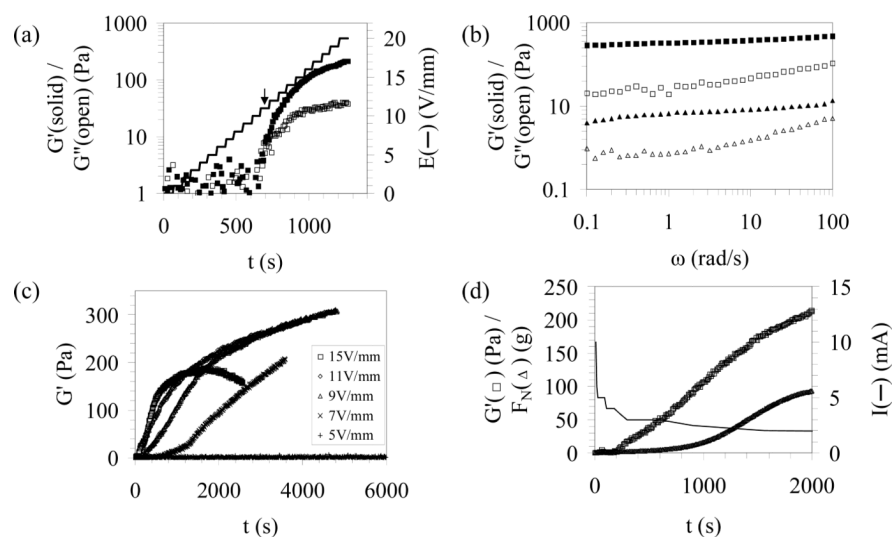 (a)
G'(solid) /
G''(open) (Pa)
1000
100
10
1
0
500
1000
t (s)
20
15
10
5
0
E(—) (V/mm)
(b)
G'(solid) /
G''(open) (Pa)
1000
10
0.1
0.1
1
10
100
ω (rad/s)
(c)
G' (Pa)
300
200
100
0
0
2000
4000
6000
t (s)
□ 15V/mm
◇ 11V/mm
△ 9V/mm
× 7V/mm
+ 5V/mm
(d)
G'(□) (Pa) /
F_N(△) (g)
250
200
150
100
50
0
0
1000
2000
t (s)
15
10
5
0
I(—) (mA)